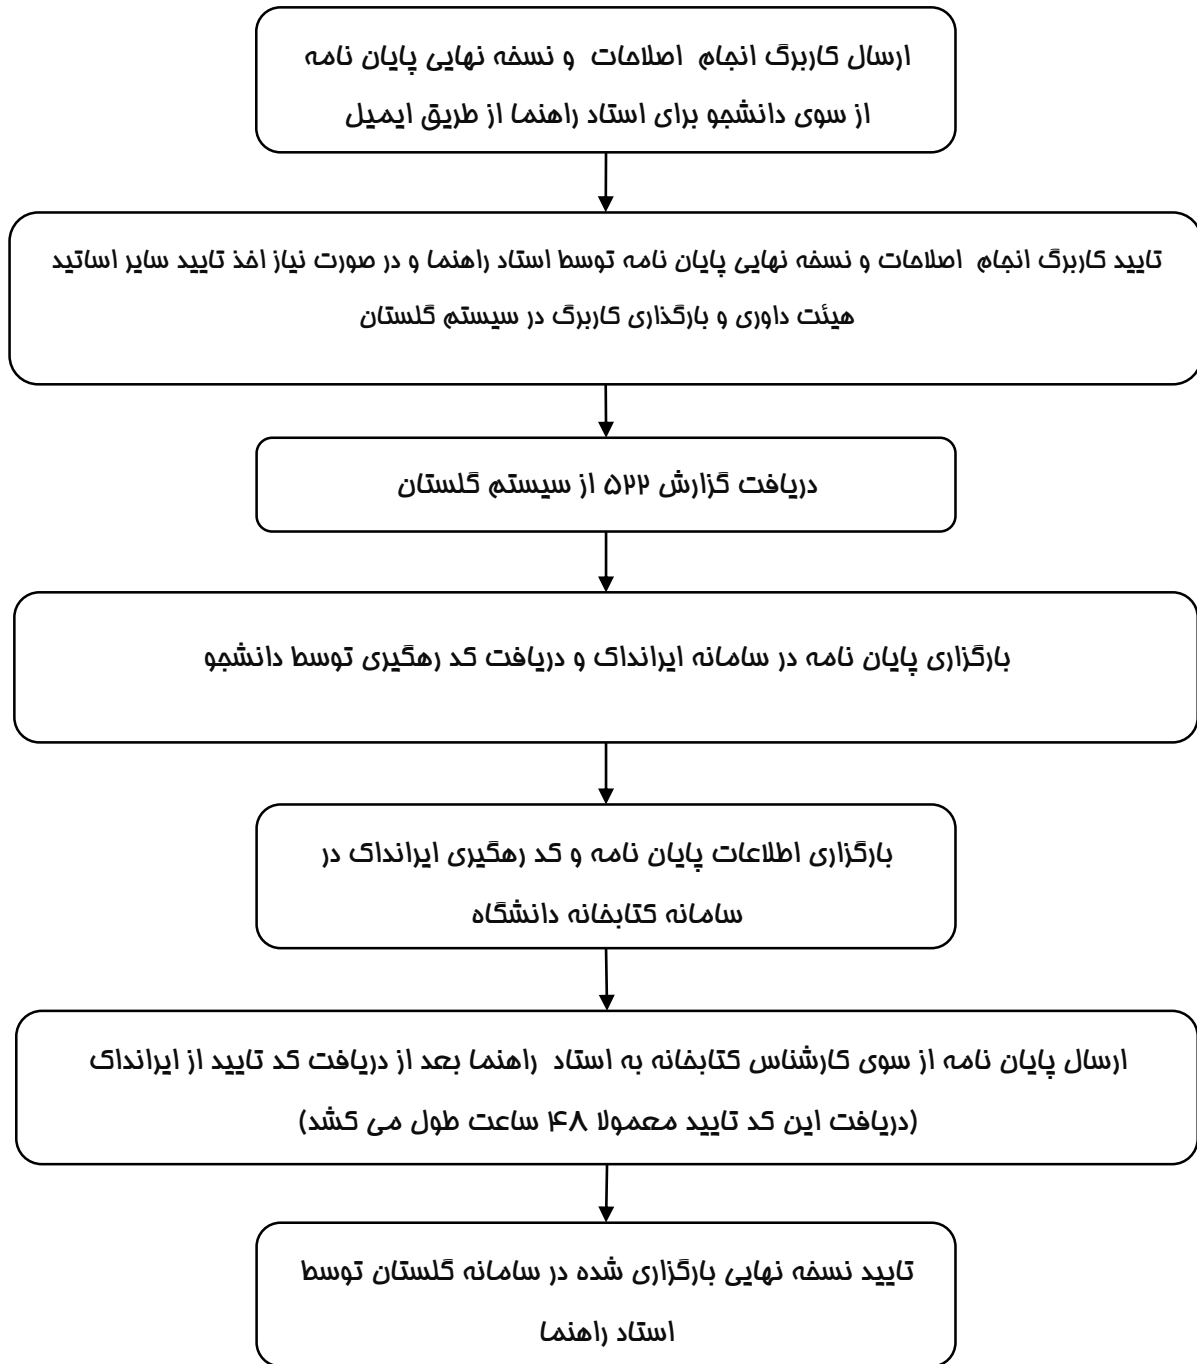 ارسال کاربرگ انجام اصلاحات و نسخه نهایی پایان نامه
از سوی دانشجو برای استاد راهنما از طریق ایمیل
تایید کاربرگ انجام اصلاحات و نسخه نهایی پایان نامه توسط استاد راهنما و در صورت نیاز اخذ تایید سایر اساتید
هیئت داوری و بارگذاری کاربرگ در سیستم گلستان
دریافت گزارش ۵۲۲ از سیستم گلستان
بارگزاری پایان نامه در سامانه ایرانداک و دریافت کد رهگیری توسط دانشجو
بارگزاری اطلاعات پایان نامه و کد رهگیری ایرانداک در
سامانه کتابخانه دانشگاه
ارسال پایان نامه از سوی کارشناس کتابخانه به استاد راهنما بعد از دریافت کد تایید از ایرانداک
(دریافت این کد تایید معمولا ۴۸ ساعت طول می کشد)
تایید نسخه نهایی بارگزاری شده در سامانه گلستان توسط
استاد راهنما